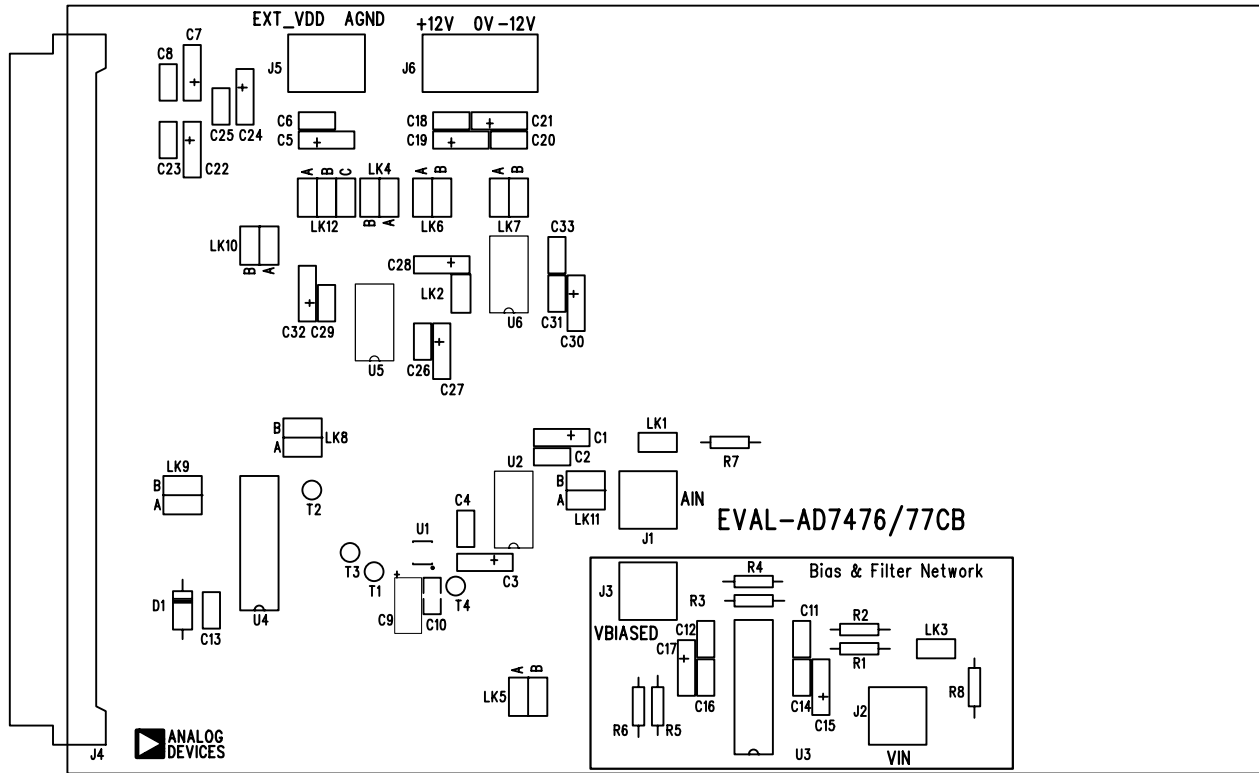 EXT_VDD AGND
+12V 0V -12V
C7
C8
J5
J6
C25
C24
C6
C5
C18
C21
C19
C20
C23
C22
A B C
LK4
A B
A B
LK12
B A
LK6
LK7
C33
LK10
B A
C28
LK2
C32
C29
U6
C31
C30
U5
C26
C27
B
A
LK8
C1
C2
LK1
R7
LK9
B
A
U2
B
A
LK11
AIN
J1
T2
C4
U1
EVAL-AD7476/77CB
T3
T1
C3
T4
C9
C10
D1
C13
U4
Bias & Filter Network
J3
VBIASED
R4
R3
C12
C17
C11
R2
R1
LK3
A B
LK5
C16
C14
C15
R6
R5
R8
J2
U3
VIN
J4
ANALOG
DEVICES